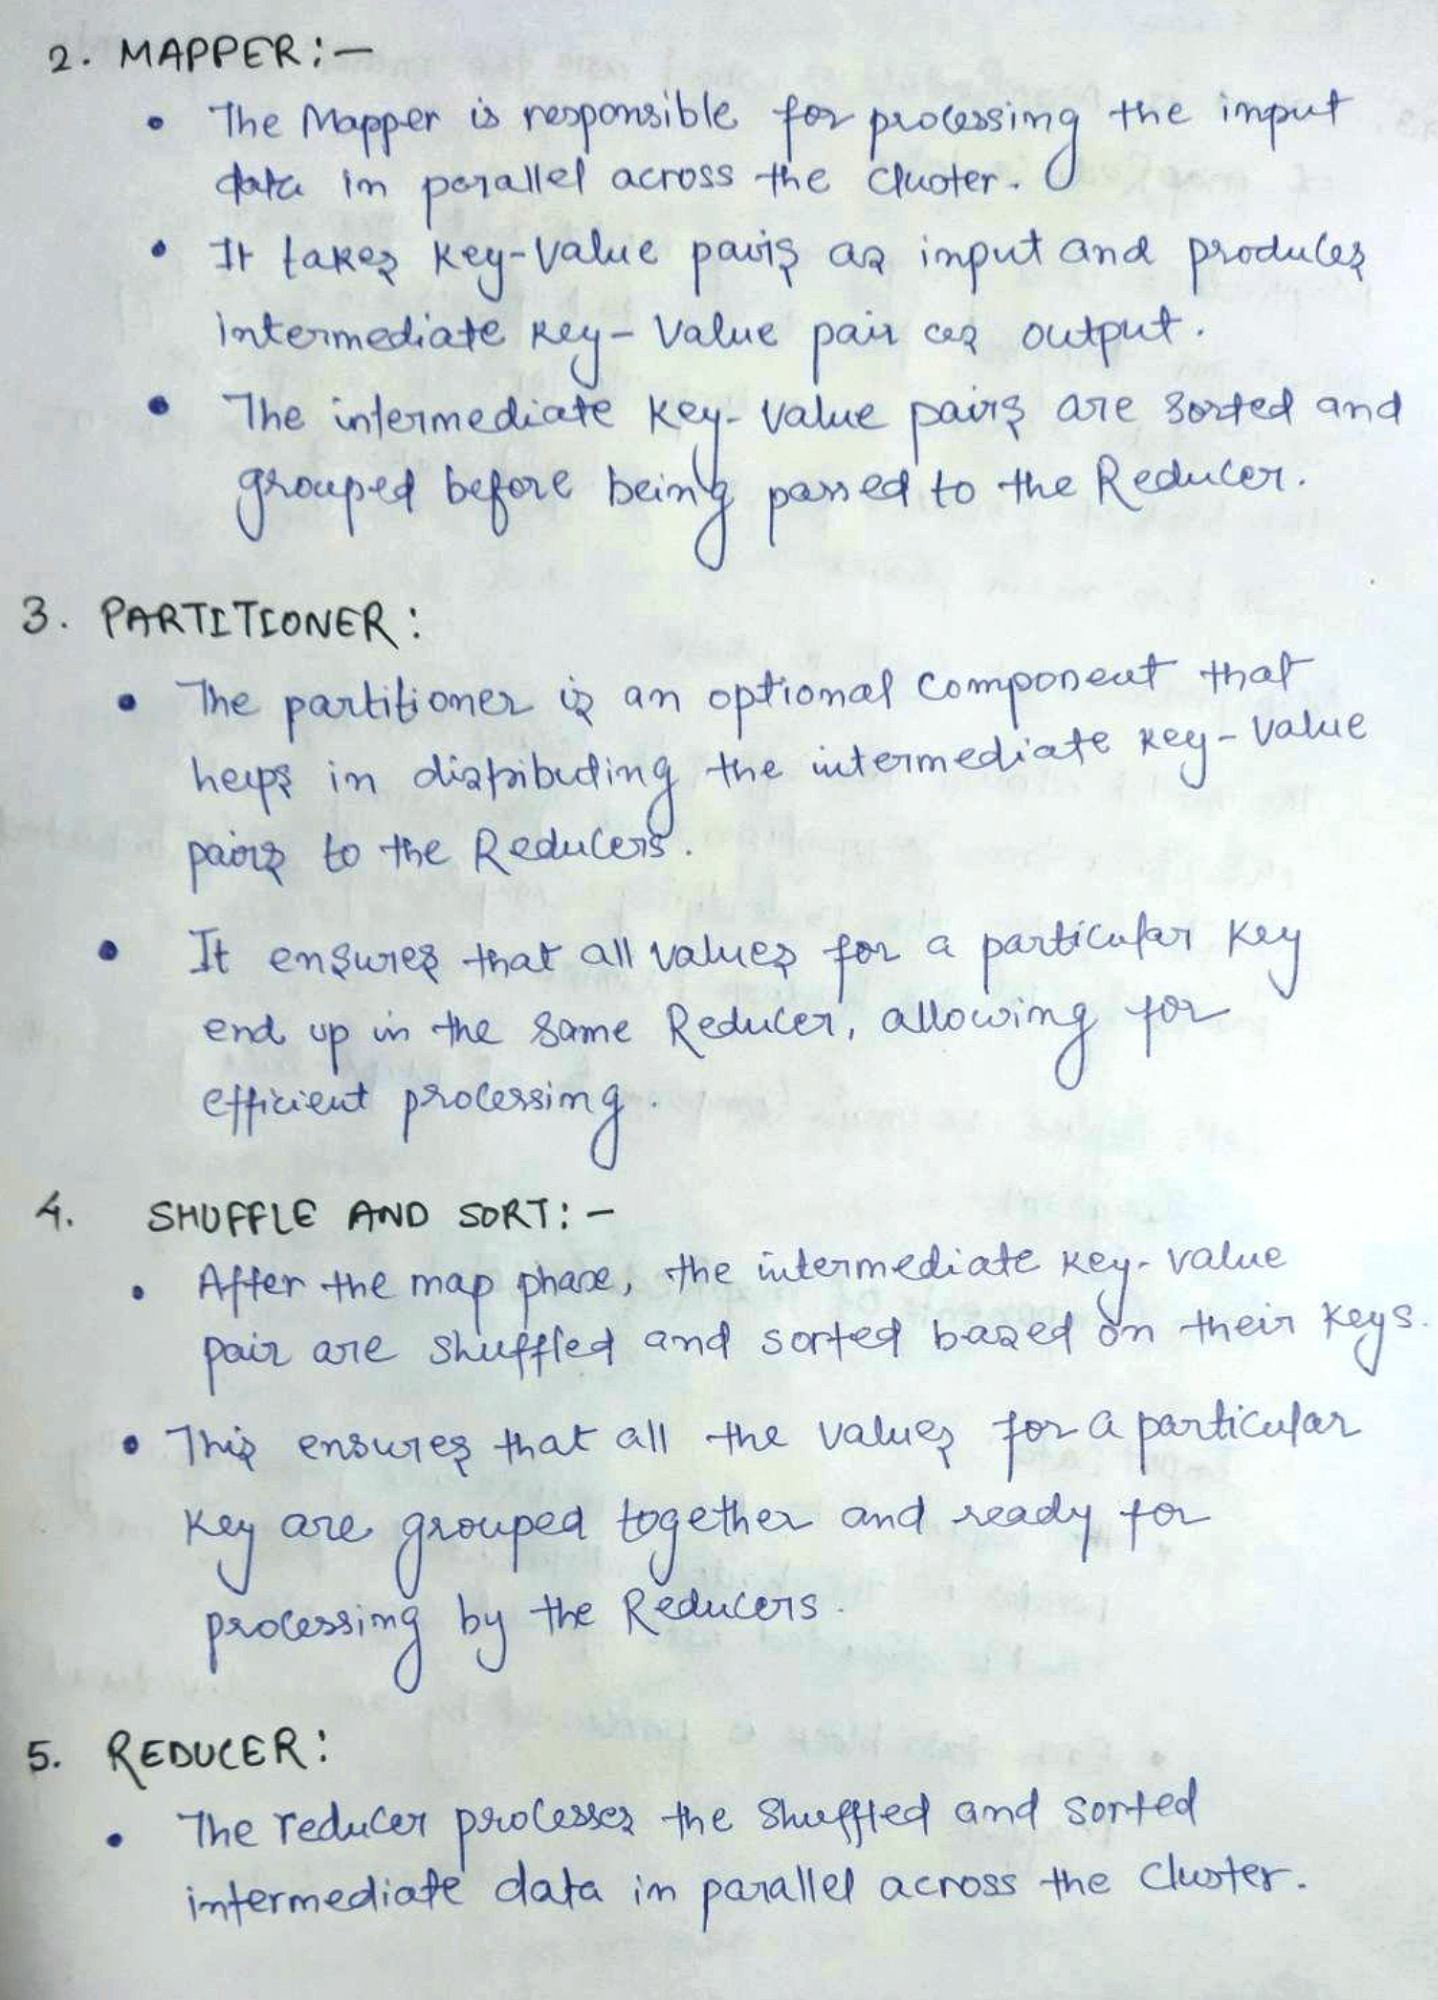 2. MAPPER:-
• The Mapper is responsible for processing the input
data in parallel across the cluster.
• It takes key-value pairs as input and produces
intermediate key-value pair as output.
• The intermediate key-value pairs are sorted and
grouped before being passed to the Reducer.
3. PARTITIONER:
• The partitioner is an optional component that
helps in distributing the intermediate key-value
pairs to the Reducers.
• It ensures that all values for a particular key
end up in the same Reducer, allowing for
efficient processing.
4. SHUFFLE AND SORT:-
• After the map phase, the intermediate key-value
pair are shuffled and sorted based on their keys.
• This ensures that all the values for a particular
key are grouped together and ready for
processing by the Reducers.
5. REDUCER:
• The reducer processes the shuffled and sorted
intermediate data in parallel across the cluster.